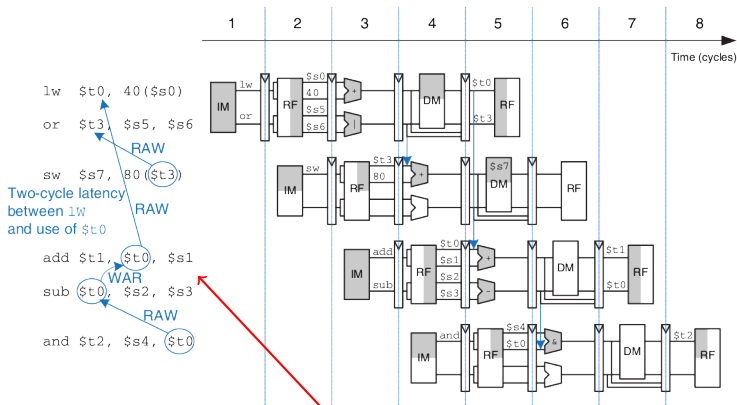 1 2 3 4 5 6 7 8
Time (cycles)
lw $t0, 40($s0)
or $t3, $s5, $s6
RAW
sw $s7, 80($t3)
Two-cycle latency
between lW
and use of $t0
RAW
add $t1, $t0, $s1
WAR
sub $t0, $s2, $s3
RAW
and $t2, $s4, $t0
IM lw or RF $s0 40 $s5 $s6 + | DM $t0 $t3 RF
IM sw RF $t3 80 + $s7 DM RF
IM add sub RF $t0 $s1 $s2 $s3 + - DM $t1 $t0 RF
IM and RF $s4 $t0 & DM $t2 RF